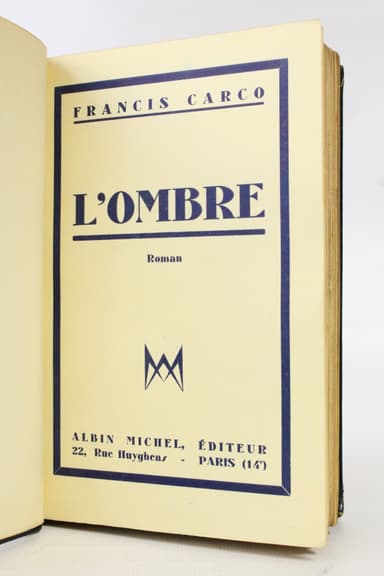 FRANCIS CARCO
L'OMBRE
Roman
ALBIN MICHEL, ÉDITEUR
22, Rue Huyghens - PARIS (14e)